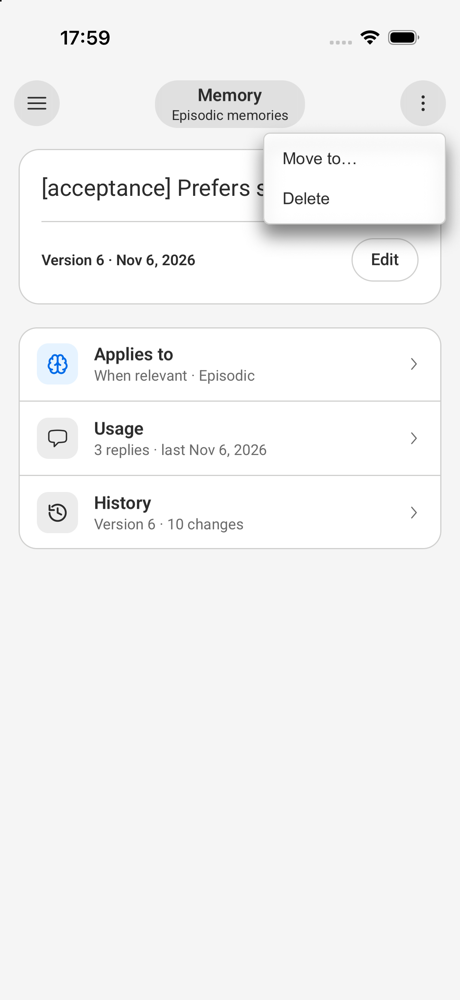 17:59
Memory
Episodic memories
Move to…
Delete
[acceptance] Prefers
Version 6 · Nov 6, 2026
Edit
Applies to
When relevant · Episodic
Usage
3 replies · last Nov 6, 2026
History
Version 6 · 10 changes